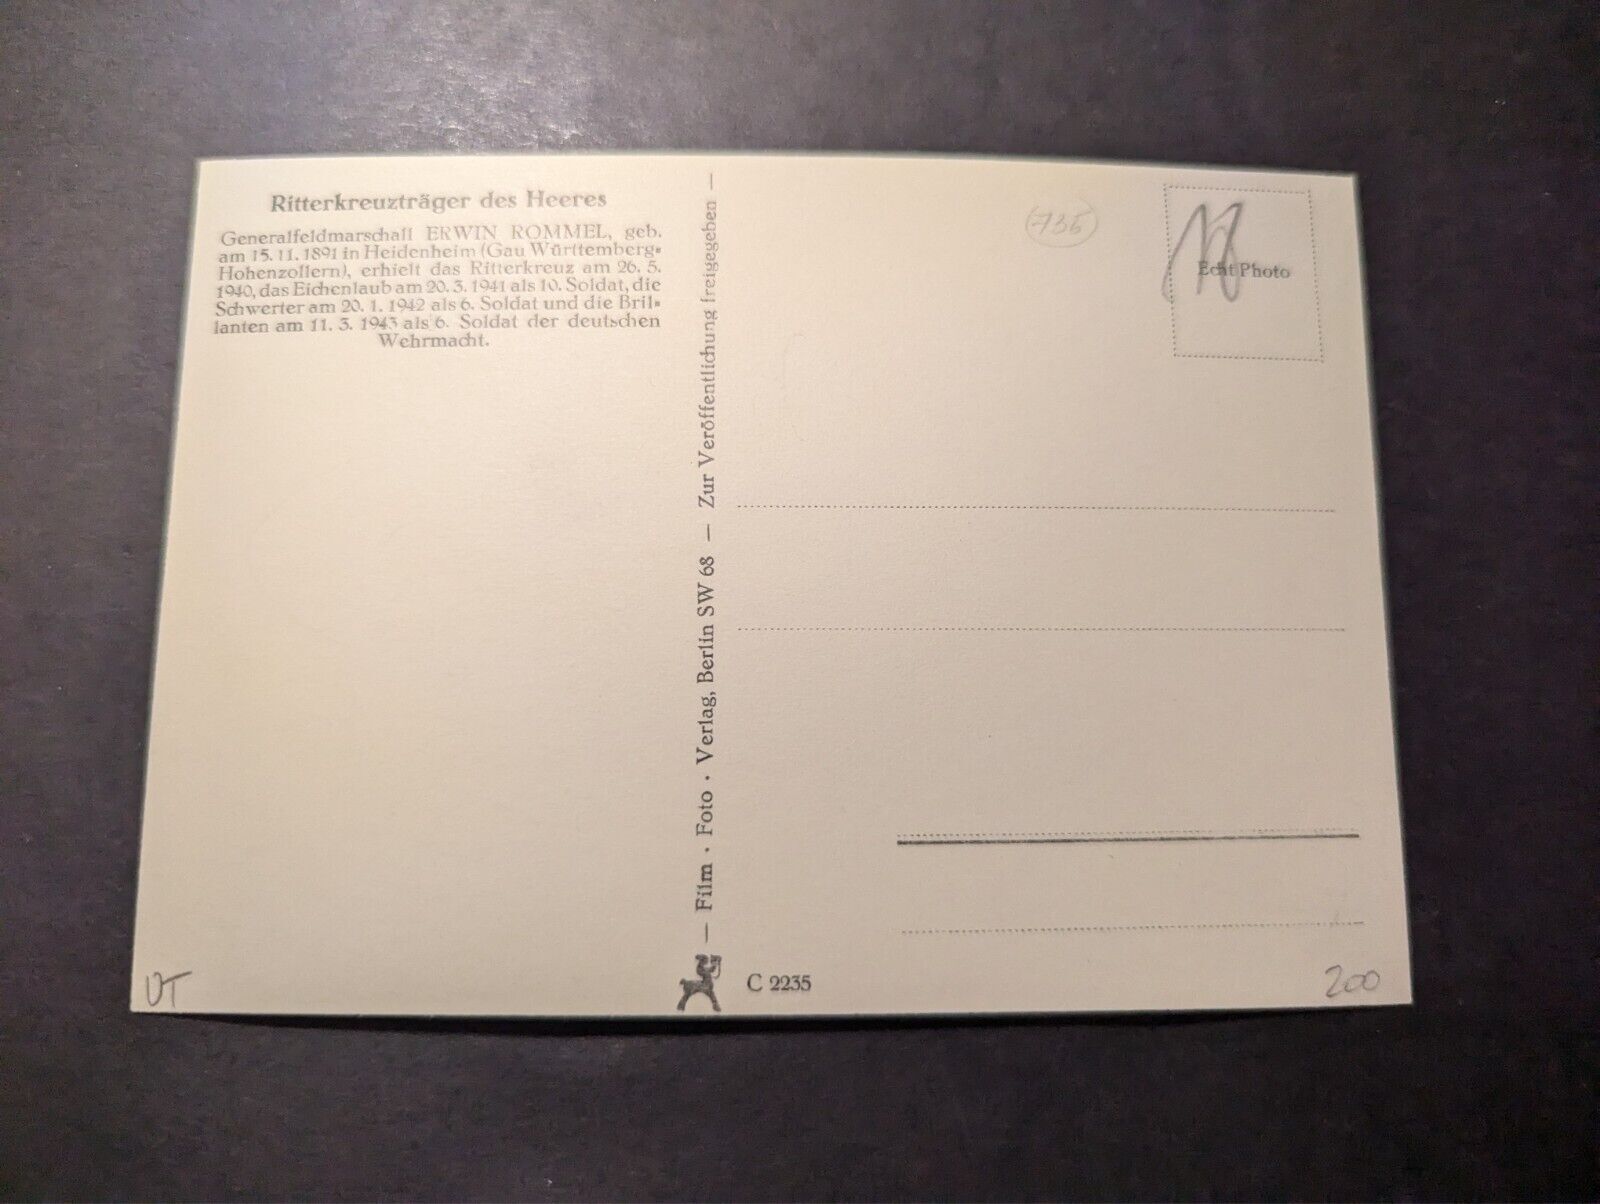 Ritterkreuzträger des Heeres
Generalfeldmarschall ERWIN ROMMEL, geb.
am 15. 11. 1891 in Heidenheim (Gau Württemberg-
Hohenzollern), erhielt das Ritterkreuz am 26. 5.
1940, das Eichenlaub am 20. 3. 1941 als 10. Soldat, die
Schwerter am 20. 1. 1942 als 6. Soldat und die Bril-
lanten am 11. 3. 1943 als 6. Soldat der deutschen
Wehrmacht.
— Film · Foto · Verlag, Berlin SW 68 — Zur Veröffentlichung freigegeben —
735
Echt Photo
VT
C 2235
200